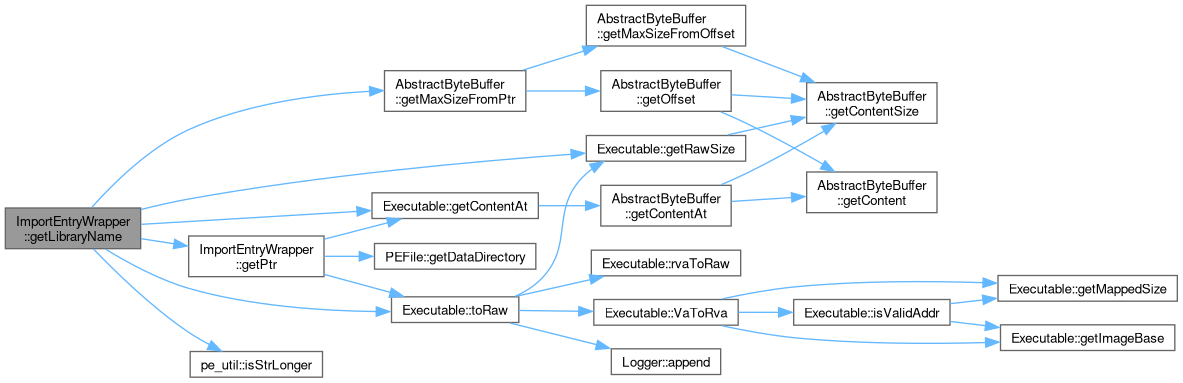 ImportEntryWrapper
::getLibraryName
AbstractByteBuffer
::getMaxSizeFromPtr
AbstractByteBuffer
::getMaxSizeFromOffset
AbstractByteBuffer
::getOffset
AbstractByteBuffer
::getContentSize
Executable::getRawSize
Executable::getContentAt
AbstractByteBuffer
::getContentAt
AbstractByteBuffer
::getContent
ImportEntryWrapper
::getPtr
PEFile::getDataDirectory
Executable::toRaw
Executable::rvaToRaw
Executable::VaToRva
Executable::isValidAddr
Executable::getMappedSize
Executable::getImageBase
Logger::append
pe_util::isStrLonger